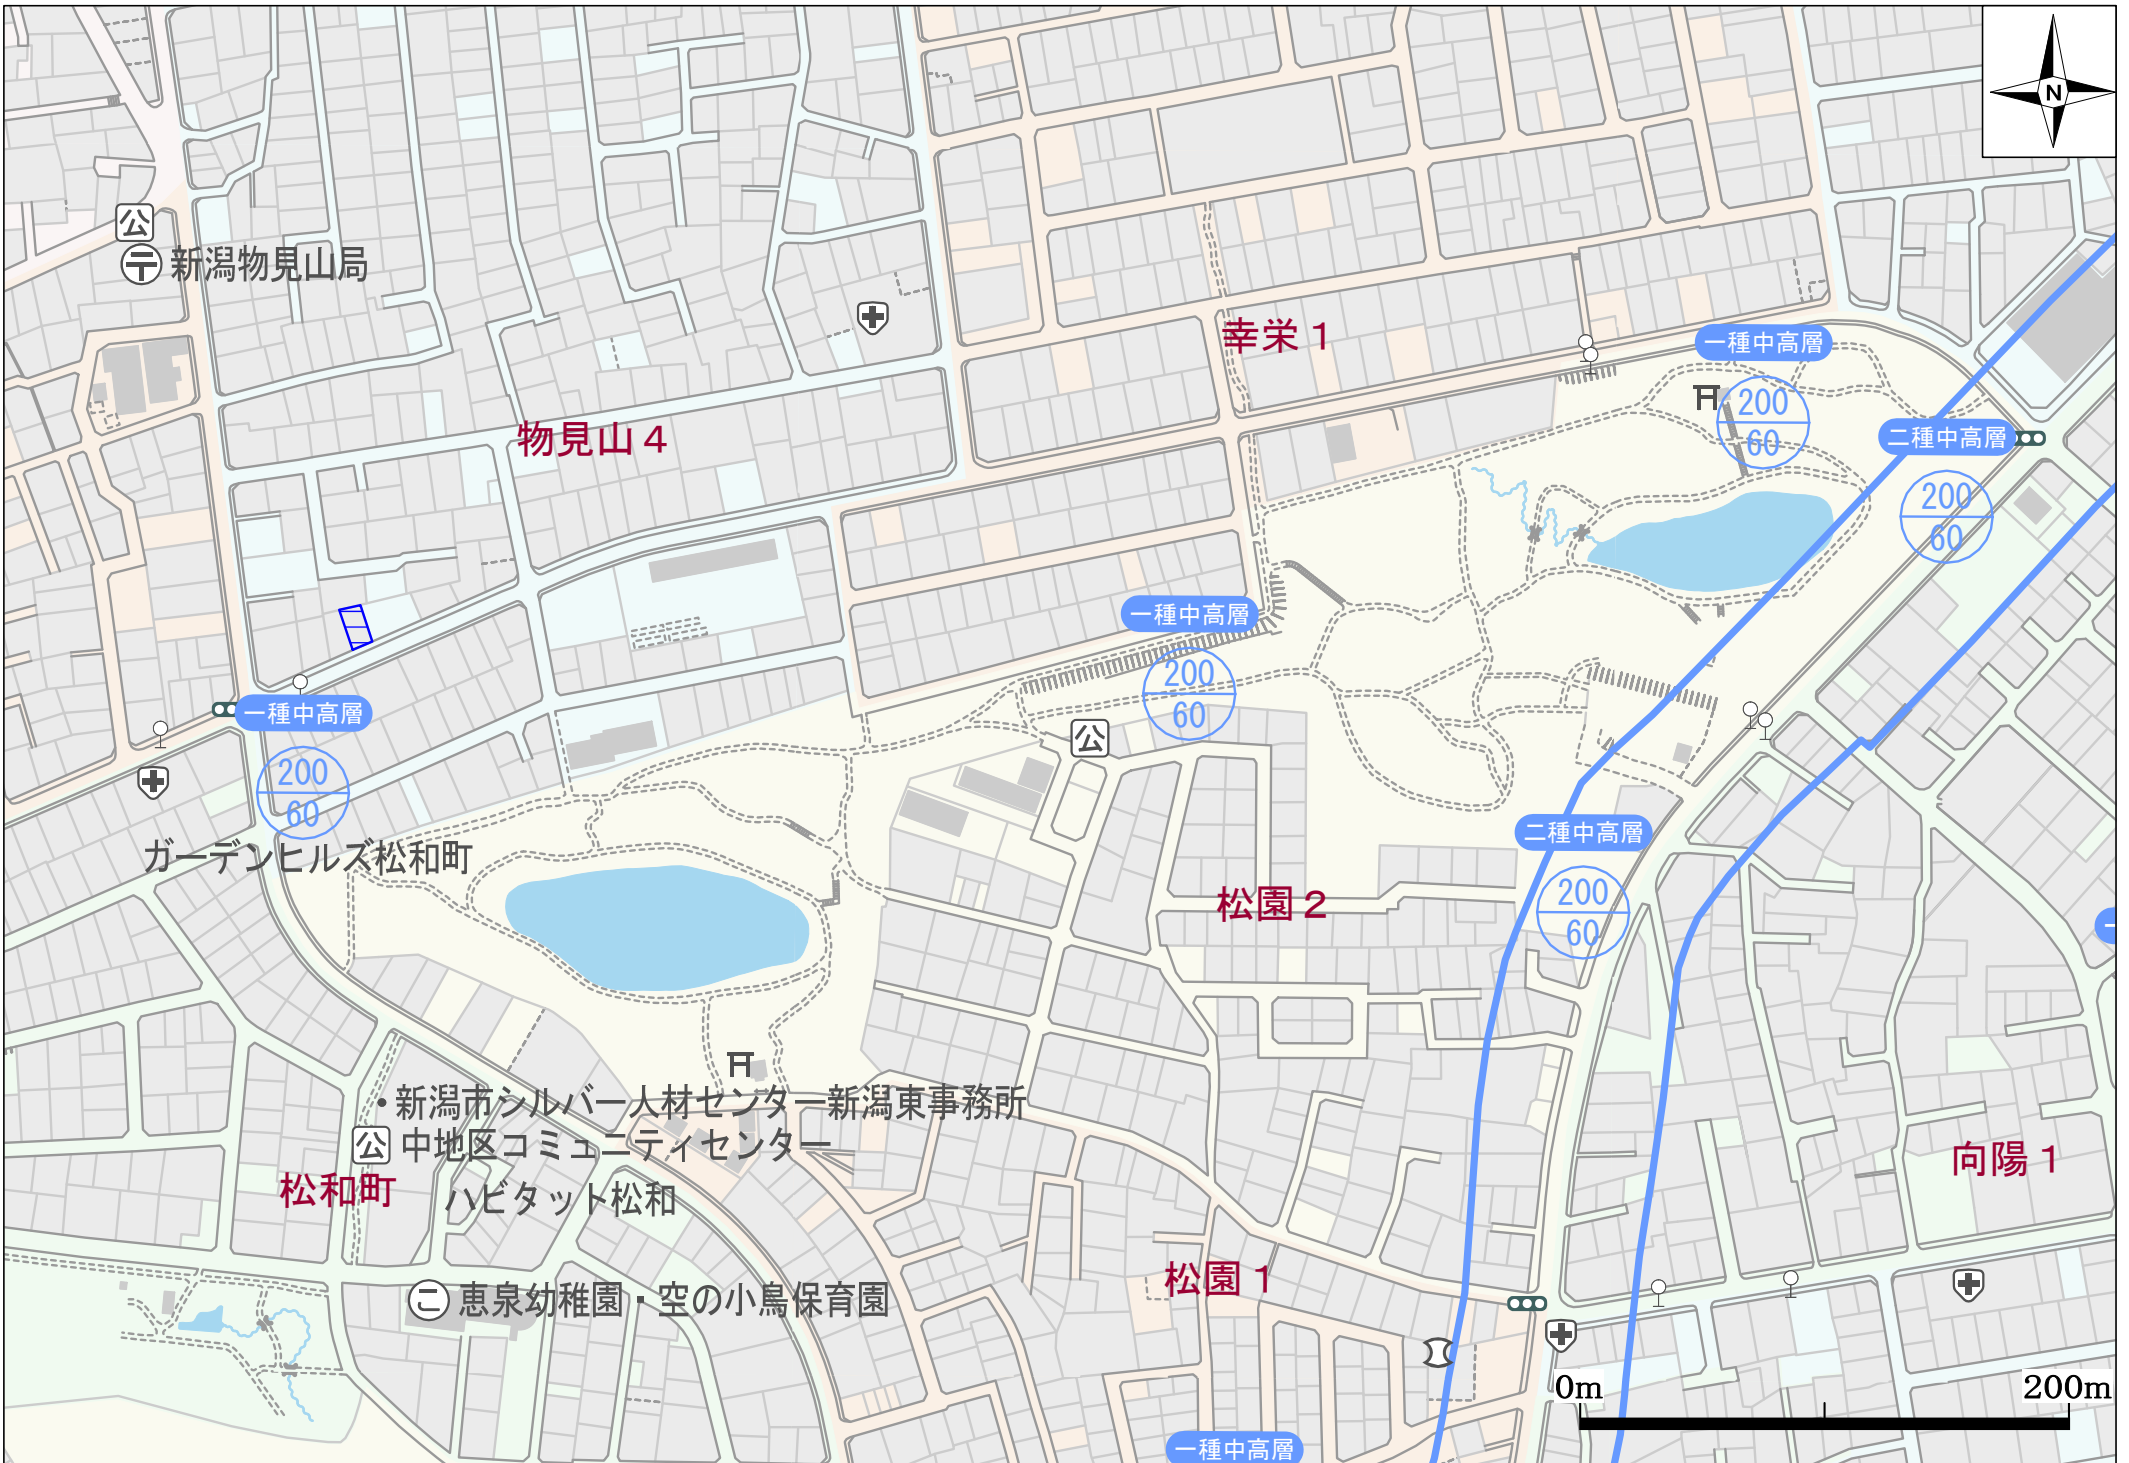 N
公
新潟物見山局
幸栄１
一種中高層
200
60
物見山４
二種中高層
200
60
一種中高層
200
60
一種中高層
200
60
公
ガーデンヒルズ松和町
二種中高層
200
60
松園２
・新潟市シルバー人材センター新潟東事務所
公 中地区コミュニティセンター
向陽１
松和町
ハビタット松和
松園１
こ 恵泉幼稚園・空の小鳥保育園
0m
200m
一種中高層